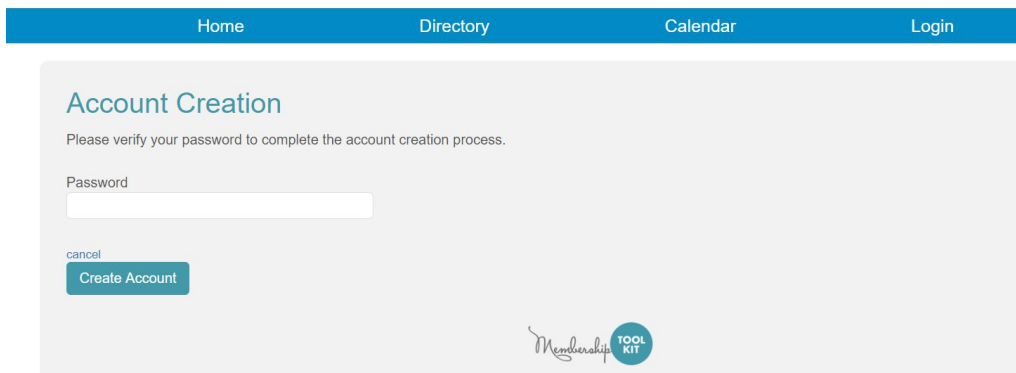 Home Directory Calendar Login
Account Creation
Please verify your password to complete the account creation process.
Password
cancel
Create Account
Membership TOOL
KIT